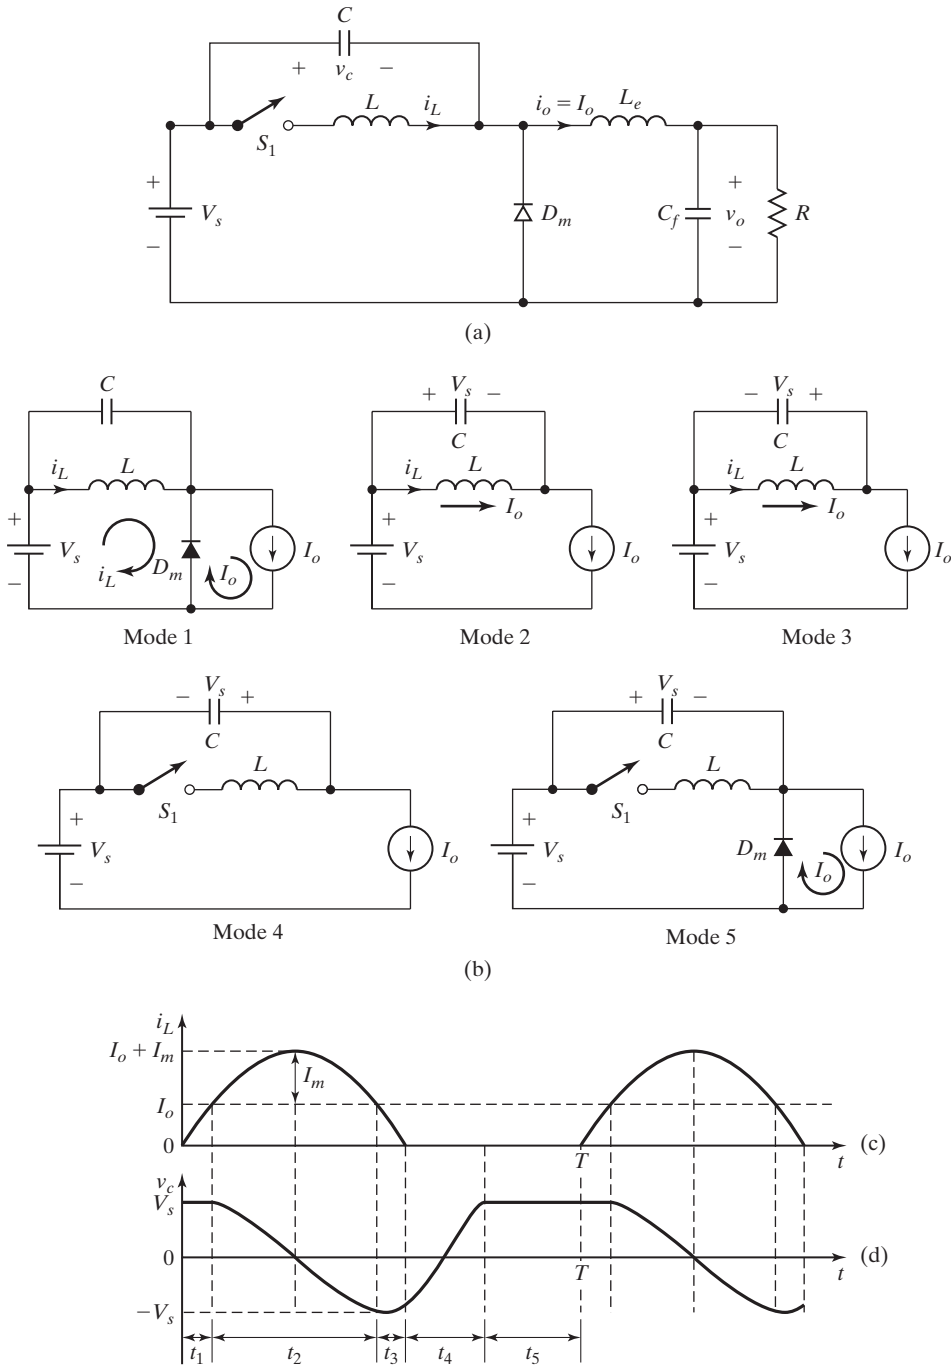 C
+ v_c −
S_1 L i_L i_o = I_o L_e
+ V_s − D_m C_f + v_o − R
(a)
C
i_L L
+ V_s − i_L D_m I_o I_o
Mode 1
+ V_s −
C
i_L L
I_o
+ V_s − I_o
Mode 2
− V_s +
C
i_L L
I_o
+ V_s − I_o
Mode 3
− V_s +
C
S_1 L
+ V_s − I_o
Mode 4
+ V_s −
C
S_1 L
+ V_s − D_m I_o I_o
Mode 5
(b)
i_L
I_o + I_m
I_m
I_o
0 T t (c)
v_c
V_s
0 T t (d)
−V_s
t_1 t_2 t_3 t_4 t_5